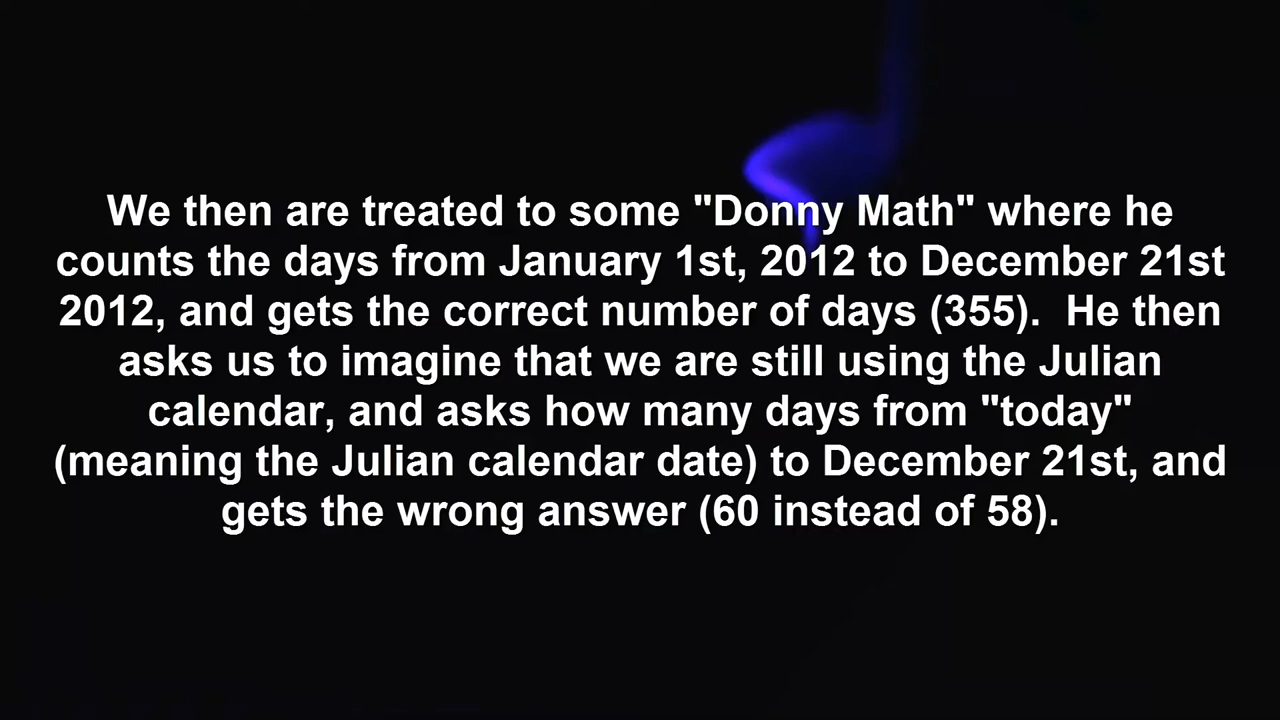 We then are treated to some "Donny Math" where he
counts the days from January 1st, 2012 to December 21st
2012, and gets the correct number of days (355).  He then
asks us to imagine that we are still using the Julian
calendar, and asks how many days from "today"
(meaning the Julian calendar date) to December 21st, and
gets the wrong answer (60 instead of 58).